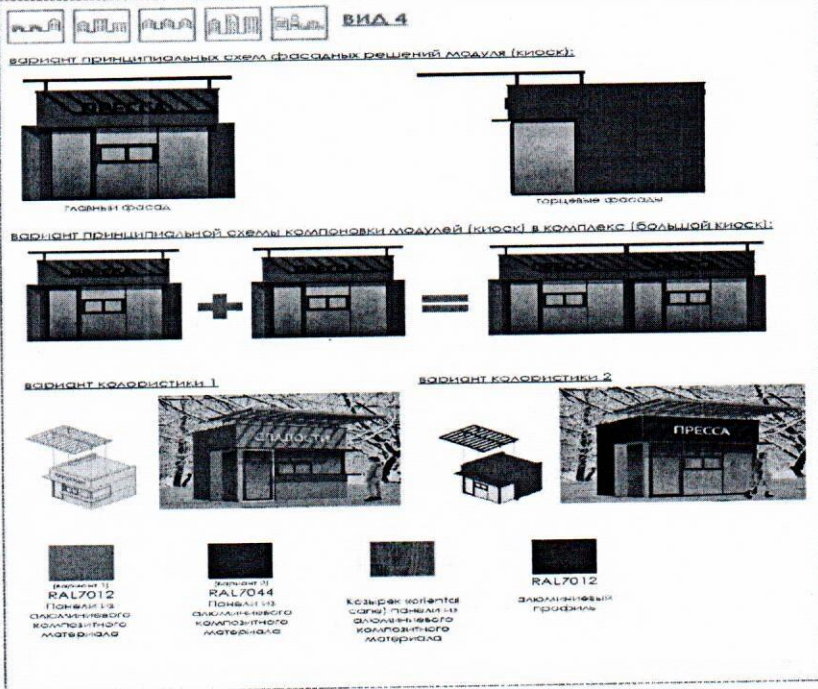 ВИД 4
вариант принципиальных схем фасадных решений модуля (киоск):
ПРЕССА
главный фасад
торцевые фасады
вариант принципиальной схемы компоновки модулей (киоск) в комплекс (большой киоск):
вариант колористики 1
вариант колористики 2
СЛАДОСТИ
ПРЕССА
(вариант 1)
RAL7012
Панели из
алюминиевого
композитного
материала
(вариант 2)
RAL7044
Панели из
алюминиевого
композитного
материала
Козырек (oriental
cane) панели из
алюминиевого
композитного
материала
RAL7012
алюминиевый
профиль